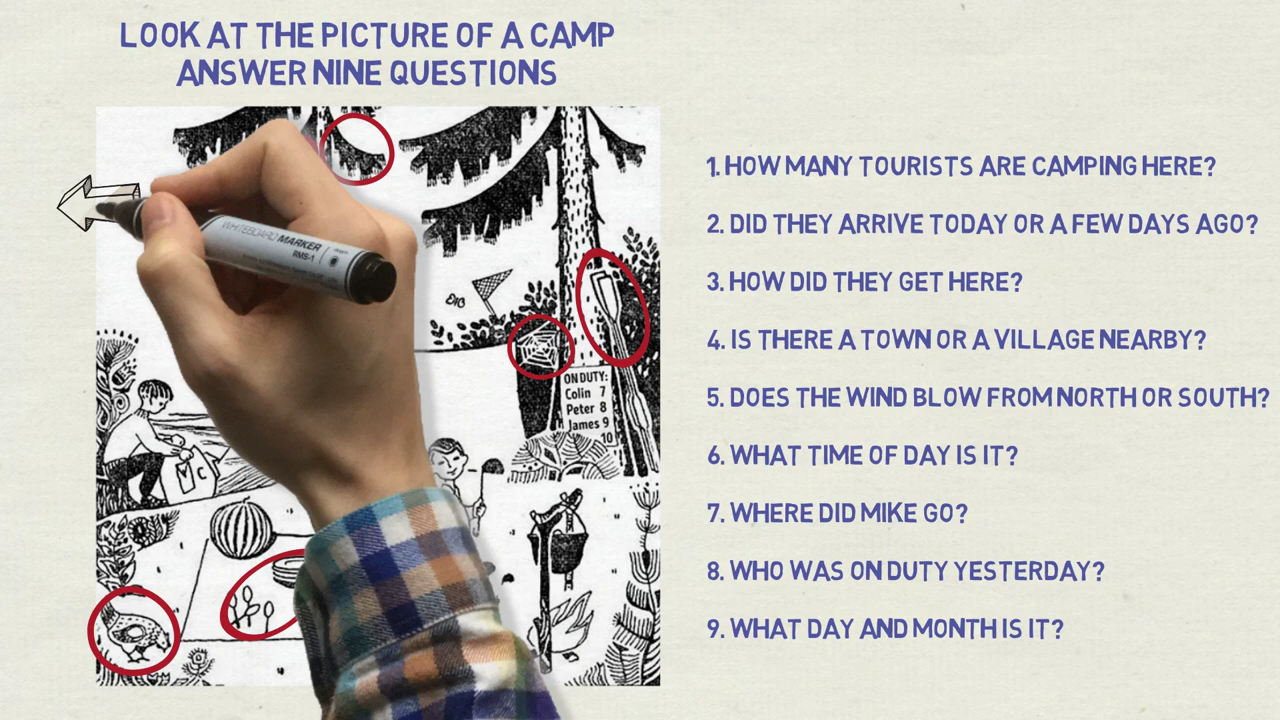 LOOK AT THE PICTURE OF A CAMP
ANSWER NINE QUESTIONS
1. HOW MANY TOURISTS ARE CAMPING HERE?
2. DID THEY ARRIVE TODAY OR A FEW DAYS AGO?
3. HOW DID THEY GET HERE?
4. IS THERE A TOWN OR A VILLAGE NEARBY?
5. DOES THE WIND BLOW FROM NORTH OR SOUTH?
6. WHAT TIME OF DAY IS IT?
7. WHERE DID MIKE GO?
8. WHO WAS ON DUTY YESTERDAY?
9. WHAT DAY AND MONTH IS IT?
WHITEBOARD MARKER
RMS-1
ON DUTY:
Colin 7
Peter 8
James 9
10
C